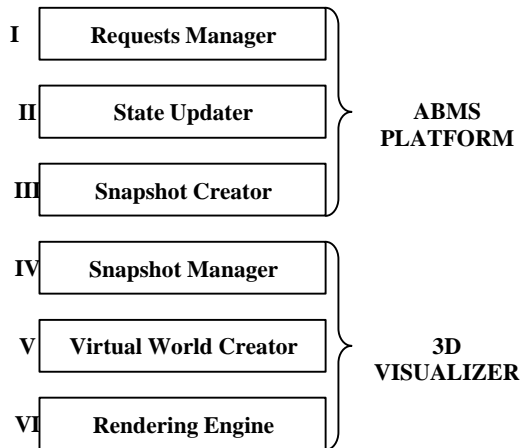 I Requests Manager
II State Updater
ABMS
PLATFORM
III Snapshot Creator
IV Snapshot Manager
V Virtual World Creator
3D
VISUALIZER
VI Rendering Engine